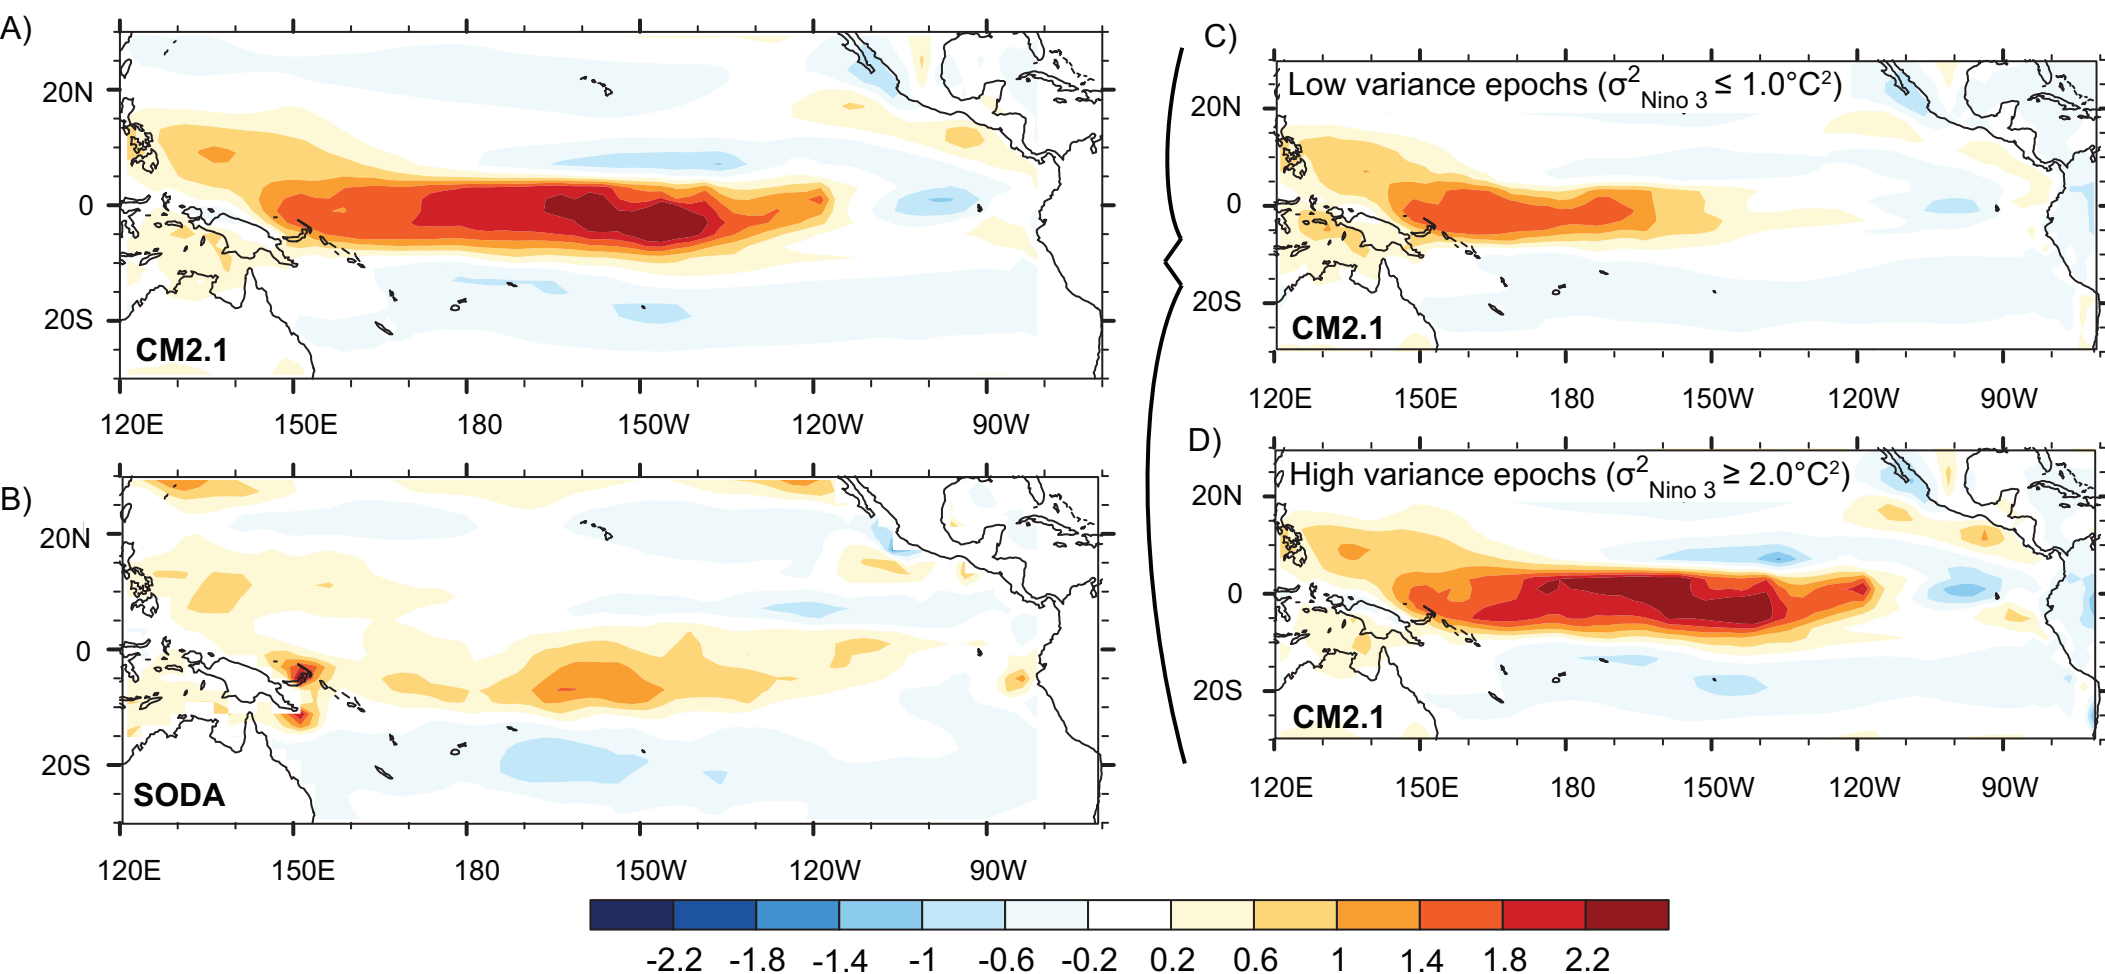 A)
20N
0
20S
CM2.1
120E 150E 180 150W 120W 90W
B)
20N
0
20S
SODA
120E 150E 180 150W 120W 90W
C)
Low variance epochs (σ²Nino 3 ≤ 1.0°C²)
20N
0
20S
CM2.1
120E 150E 180 150W 120W 90W
D)
High variance epochs (σ²Nino 3 ≥ 2.0°C²)
20N
0
20S
CM2.1
120E 150E 180 150W 120W 90W
-2.2 -1.8 -1.4 -1 -0.6 -0.2 0.2 0.6 1 1.4 1.8 2.2